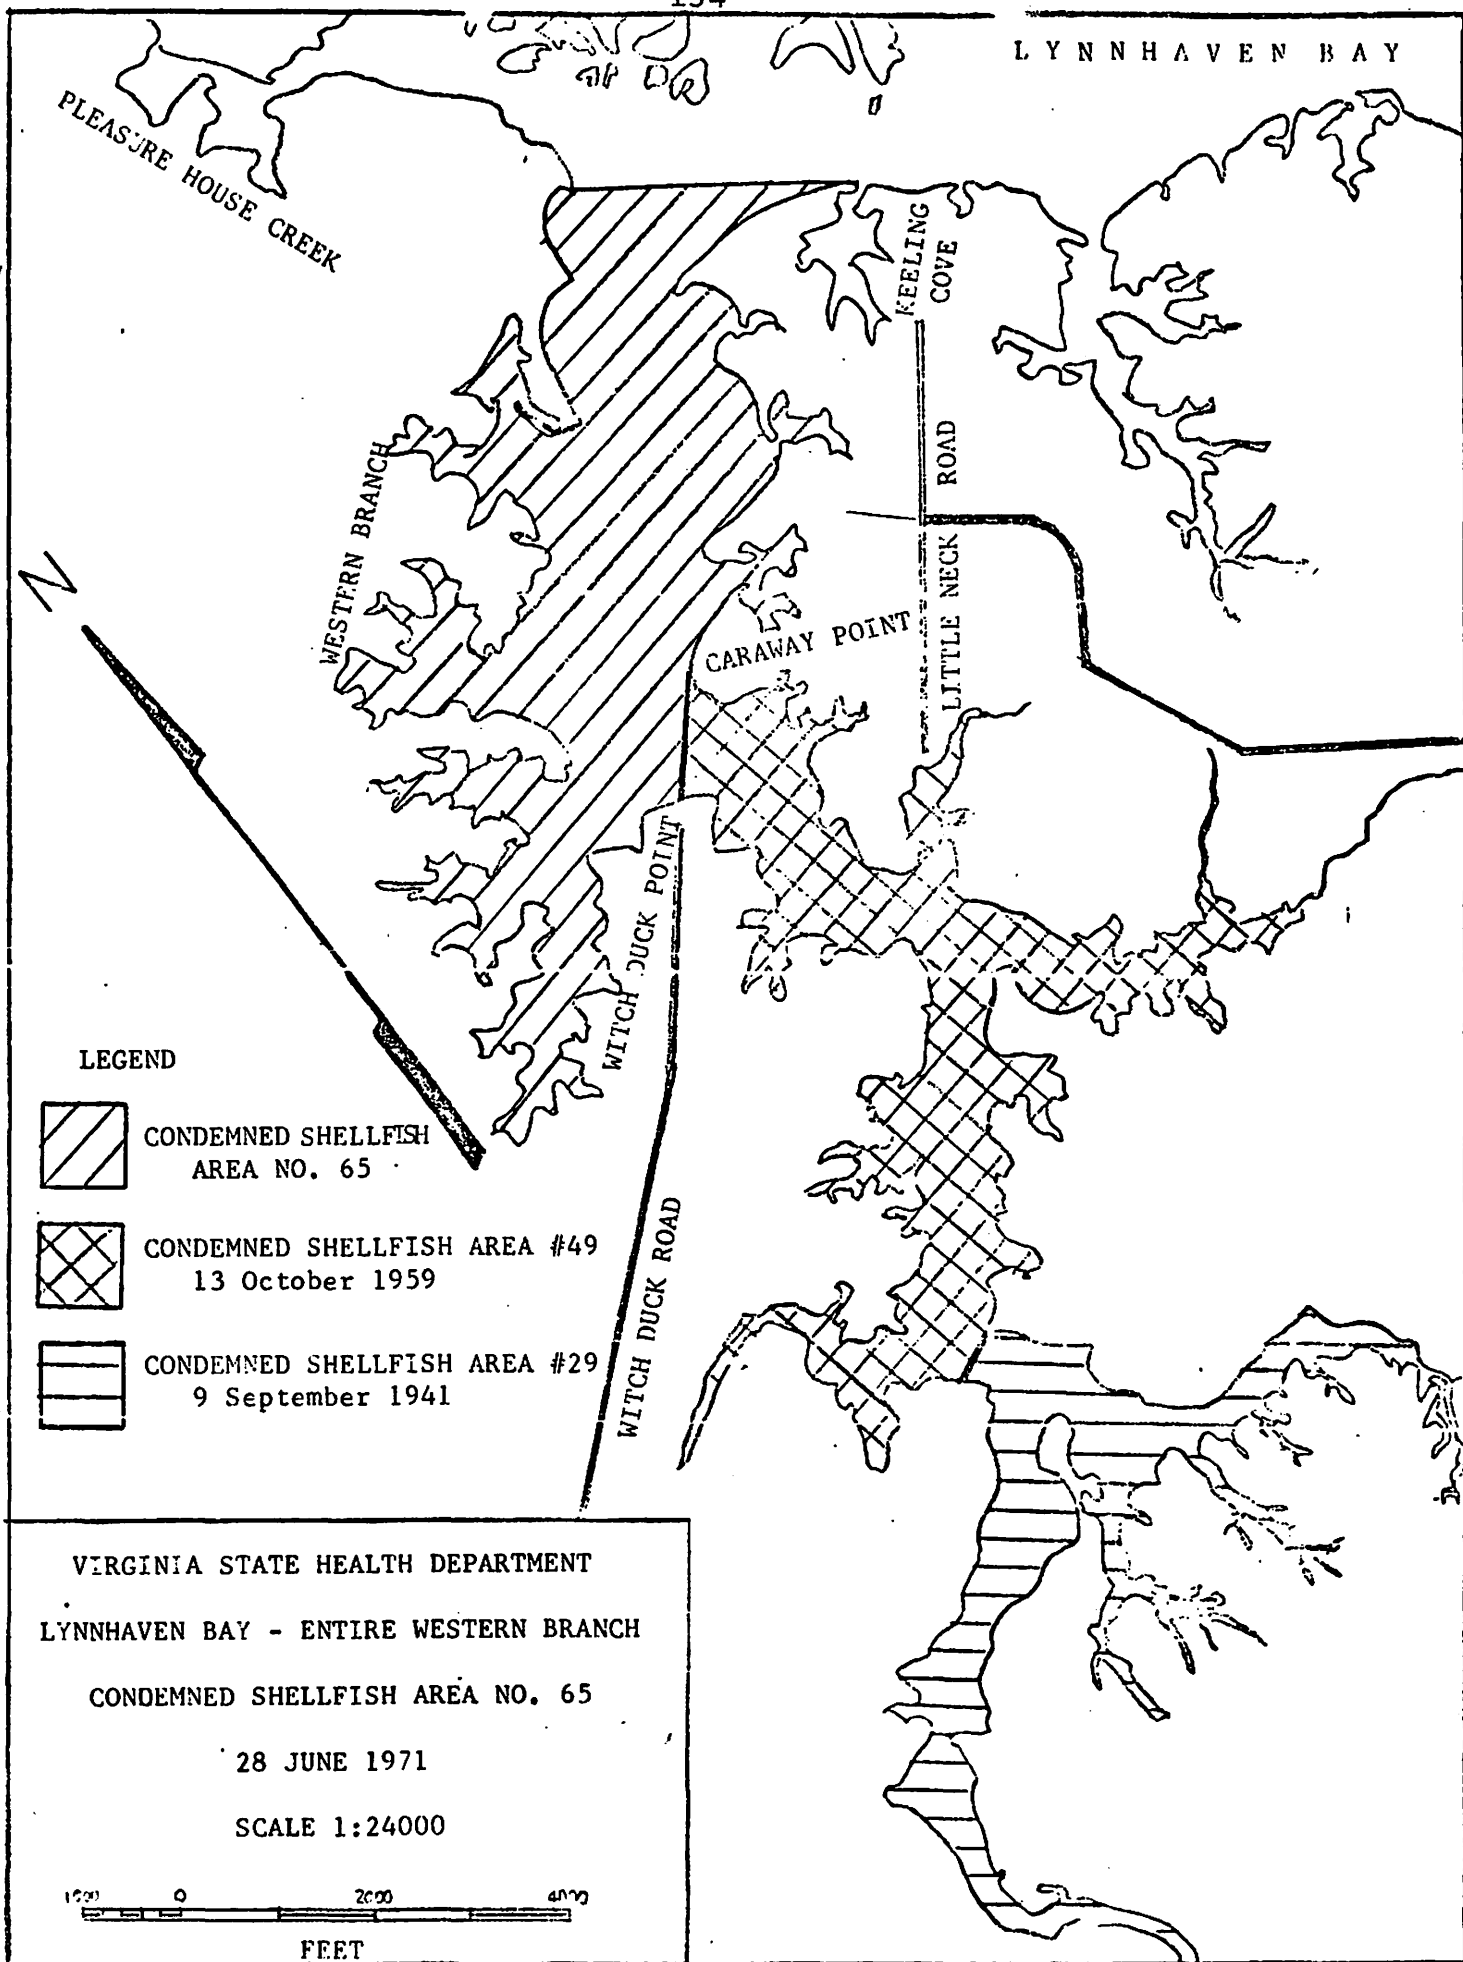 134
LYNNHAVEN BAY
PLEASURE HOUSE CREEK
KEELING
COVE
WESTERN BRANCH
LITTLE NECK ROAD
N
CARAWAY POINT
WITCH DUCK POINT
WITCH DUCK ROAD
LEGEND
CONDEMNED SHELLFISH
AREA NO. 65
CONDEMNED SHELLFISH AREA #49
13 October 1959
CONDEMNED SHELLFISH AREA #29
9 September 1941
VIRGINIA STATE HEALTH DEPARTMENT
LYNNHAVEN BAY - ENTIRE WESTERN BRANCH
CONDEMNED SHELLFISH AREA NO. 65
28 JUNE 1971
SCALE 1:24000
1000 0 2000 4000
FEET